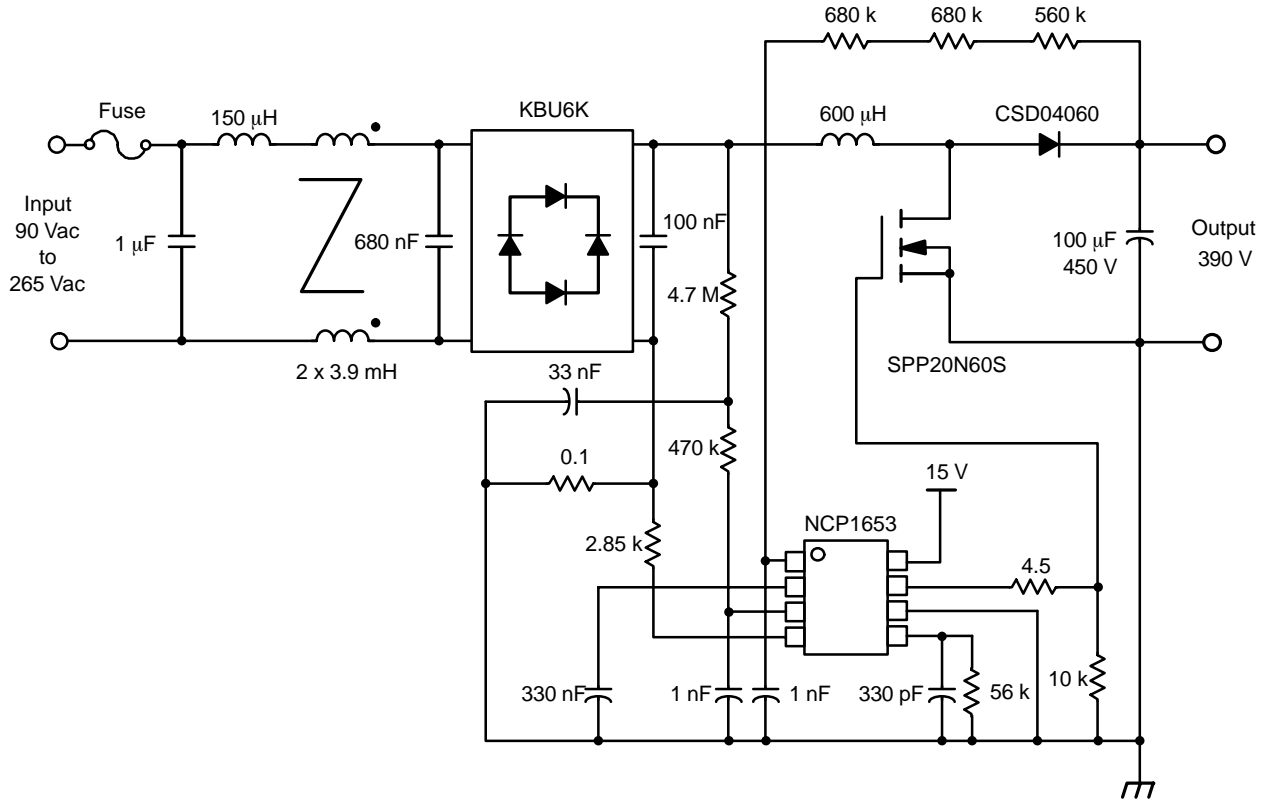 680 k
680 k
560 k
Fuse
150 μH
KBU6K
600 μH
CSD04060
Input
90 Vac
to
265 Vac
1 μF
680 nF
100 nF
4.7 M
100 μF
450 V
Output
390 V
2 x 3.9 mH
SPP20N60S
33 nF
470 k
0.1
15 V
2.85 k
NCP1653
4.5
330 nF
1 nF
1 nF
330 pF
56 k
10 k